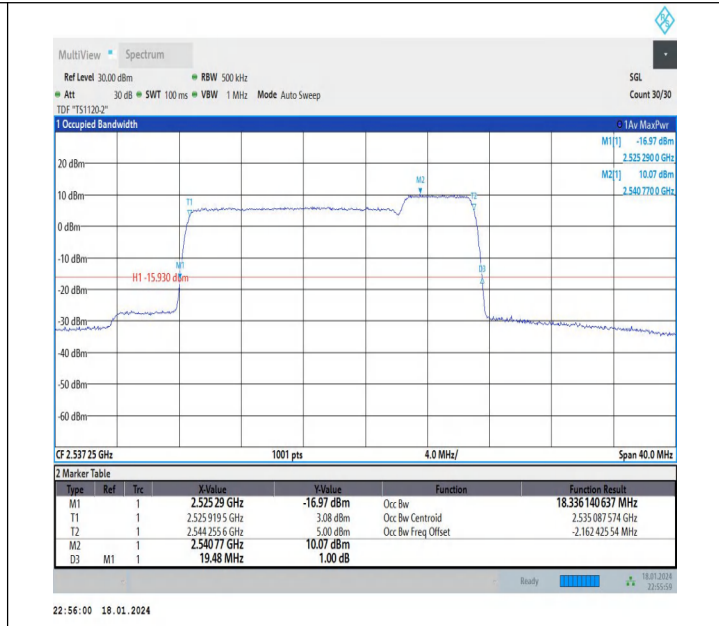 MultiView Spectrum
Ref Level 30.00 dBm RBW 500 kHz SGL
Att 30 dB SWT 100 ms VBW 1 MHz Mode Auto Sweep Count 30/30
TDF "TS1120-2"
1 Occupied Bandwidth 1Av MaxPwr
M1[1] -16.97 dBm
2.525 290 0 GHz
M2[1] 10.07 dBm
2.540 770 0 GHz
20 dBm
M2
10 dBm
T1
T2
0 dBm
-10 dBm
M1
D3
H1 -15.930 dBm
-20 dBm
-30 dBm
-40 dBm
-50 dBm
-60 dBm
CF 2.537 25 GHz 1001 pts 4.0 MHz/ Span 40.0 MHz
2 Marker Table
Type Ref Trc X-Value Y-Value Function Function Result
M1 1 2.525 29 GHz -16.97 dBm Occ Bw 18.336 140 637 MHz
T1 1 2.525 919 5 GHz 3.08 dBm Occ Bw Centroid 2.535 087 574 GHz
T2 1 2.544 255 6 GHz 5.00 dBm Occ Bw Freq Offset -2.162 425 54 MHz
M2 1 2.540 77 GHz 10.07 dBm
D3 M1 1 19.48 MHz 1.00 dB
Ready 18.01.2024
22:55:59
22:56:00 18.01.2024